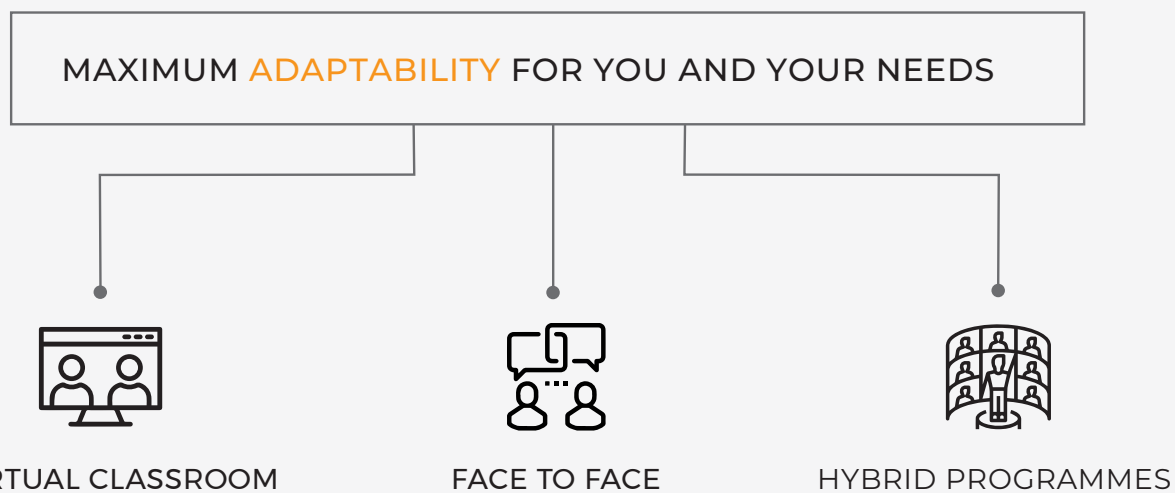 MAXIMUM ADAPTABILITY FOR YOU AND YOUR NEEDS
RTUAL CLASSROOM
FACE TO FACE
HYBRID PROGRAMMES